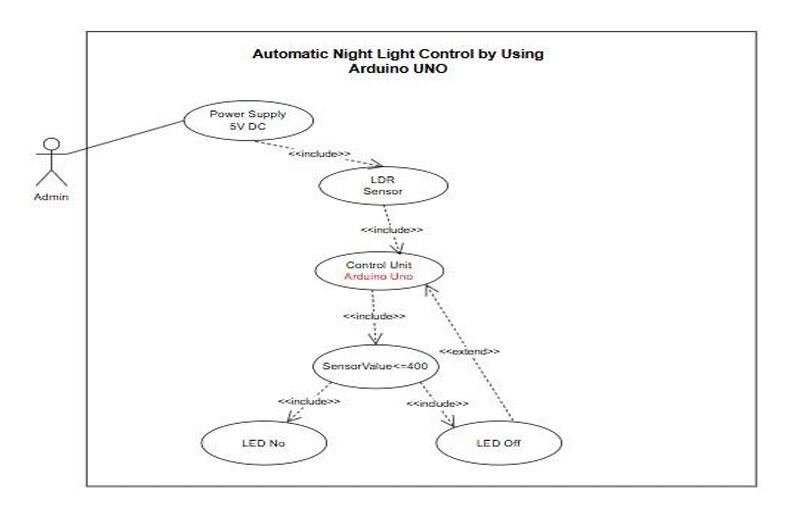 Automatic Night Light Control by Using
Arduino UNO
Power Supply
5V DC
<<include>>
Admin
LDR
Sensor
<<include>>
Control Unit
Arduino Uno
<<include>>
<<extend>>
SensorValue<=400
<<include>>
<<include>>
LED No
LED Off